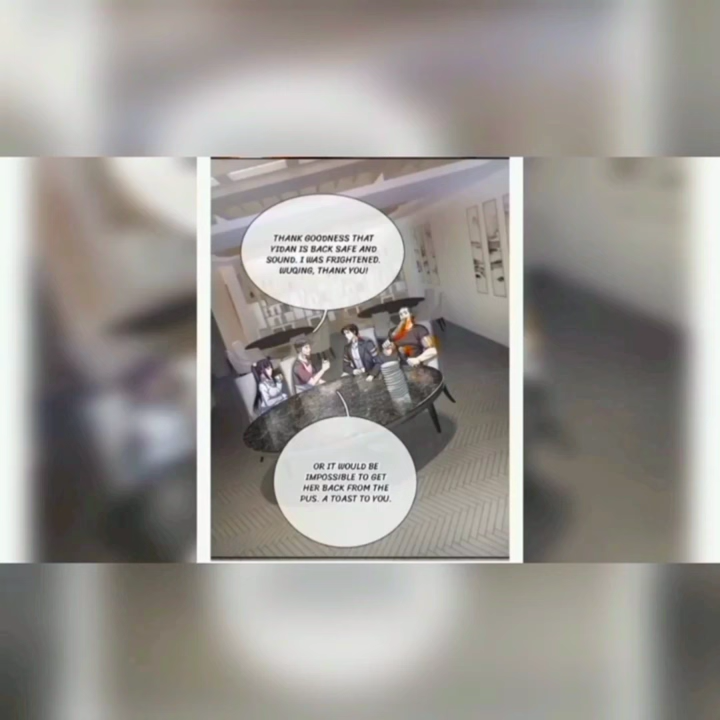 THANK GOODNESS THAT
YIDAN IS BACK SAFE AND
SOUND. I WAS FRIGHTENED.
WUQING, THANK YOU!
OR IT WOULD BE
IMPOSSIBLE TO GET
HER BACK FROM THE
PUS. A TOAST TO YOU.